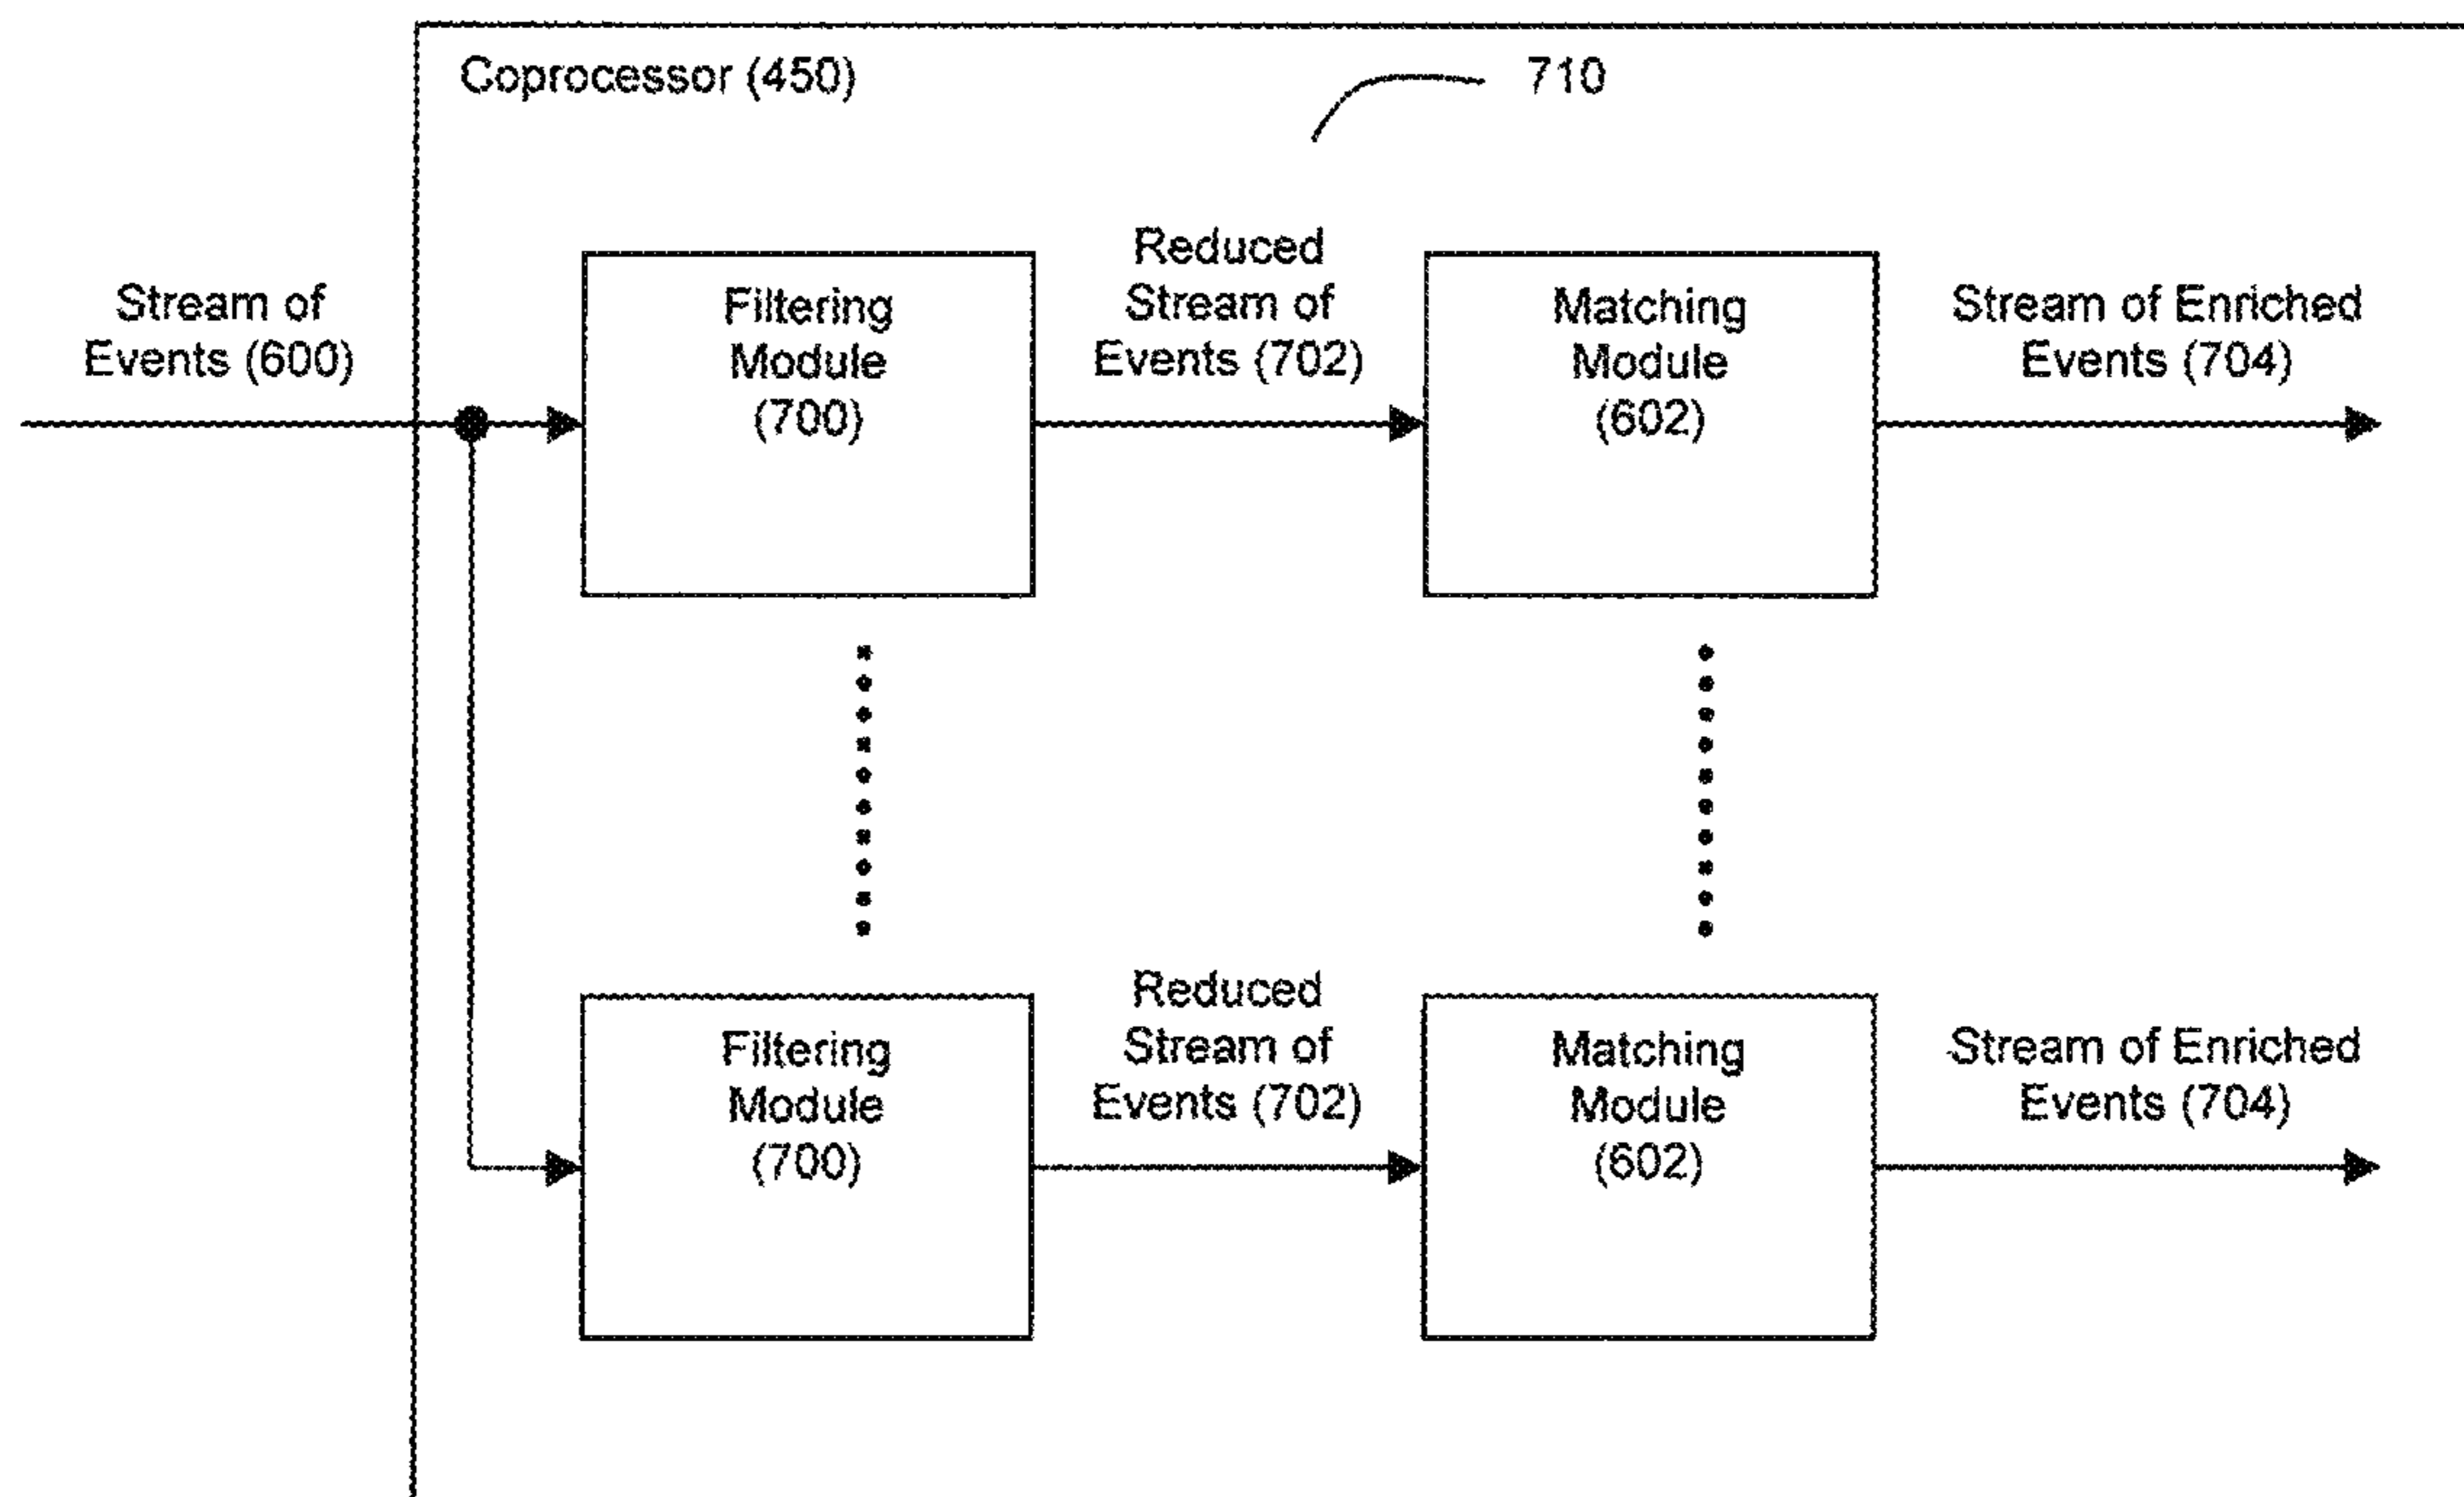 Coprocessor (450)
710
Stream of
Events (600)
Filtering
Module
(700)
Reduced
Stream of
Events (702)
Matching
Module
(602)
Stream of Enriched
Events (704)
Filtering
Module
(700)
Reduced
Stream of
Events (702)
Matching
Module
(602)
Stream of Enriched
Events (704)